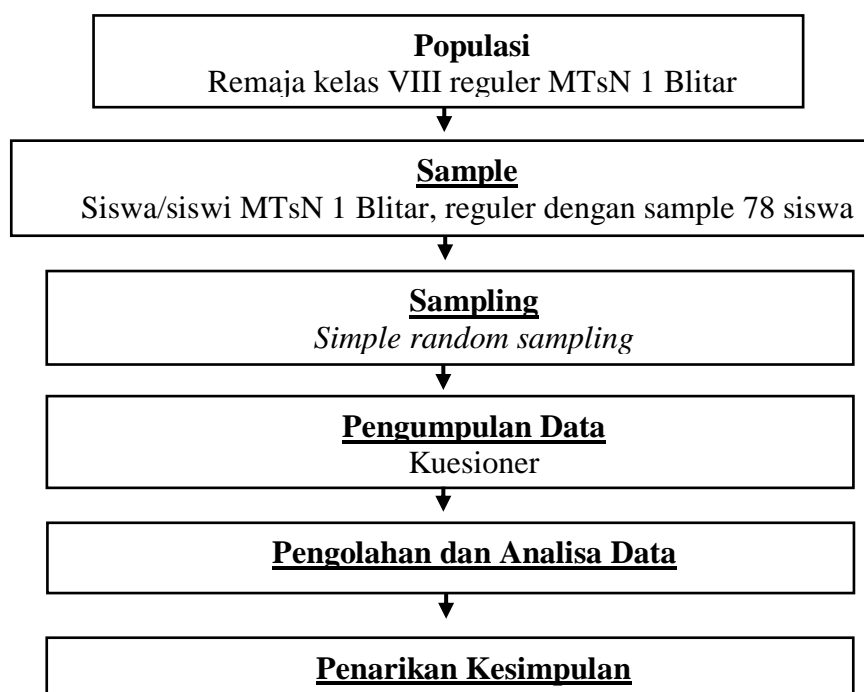 Populasi
Remaja kelas VIII reguler MTsN 1 Blitar
Sample
Siswa/siswi MTsN 1 Blitar, reguler dengan sample 78 siswa
Sampling
Simple random sampling
Pengumpulan Data
Kuesioner
Pengolahan dan Analisa Data
Penarikan Kesimpulan